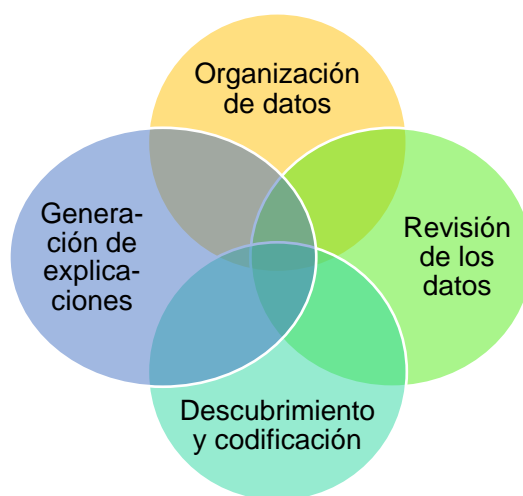 Organización
de datos
Genera-
ción de
explica-
ciones
Revisión
de los
datos
Descubrimiento
y codificación